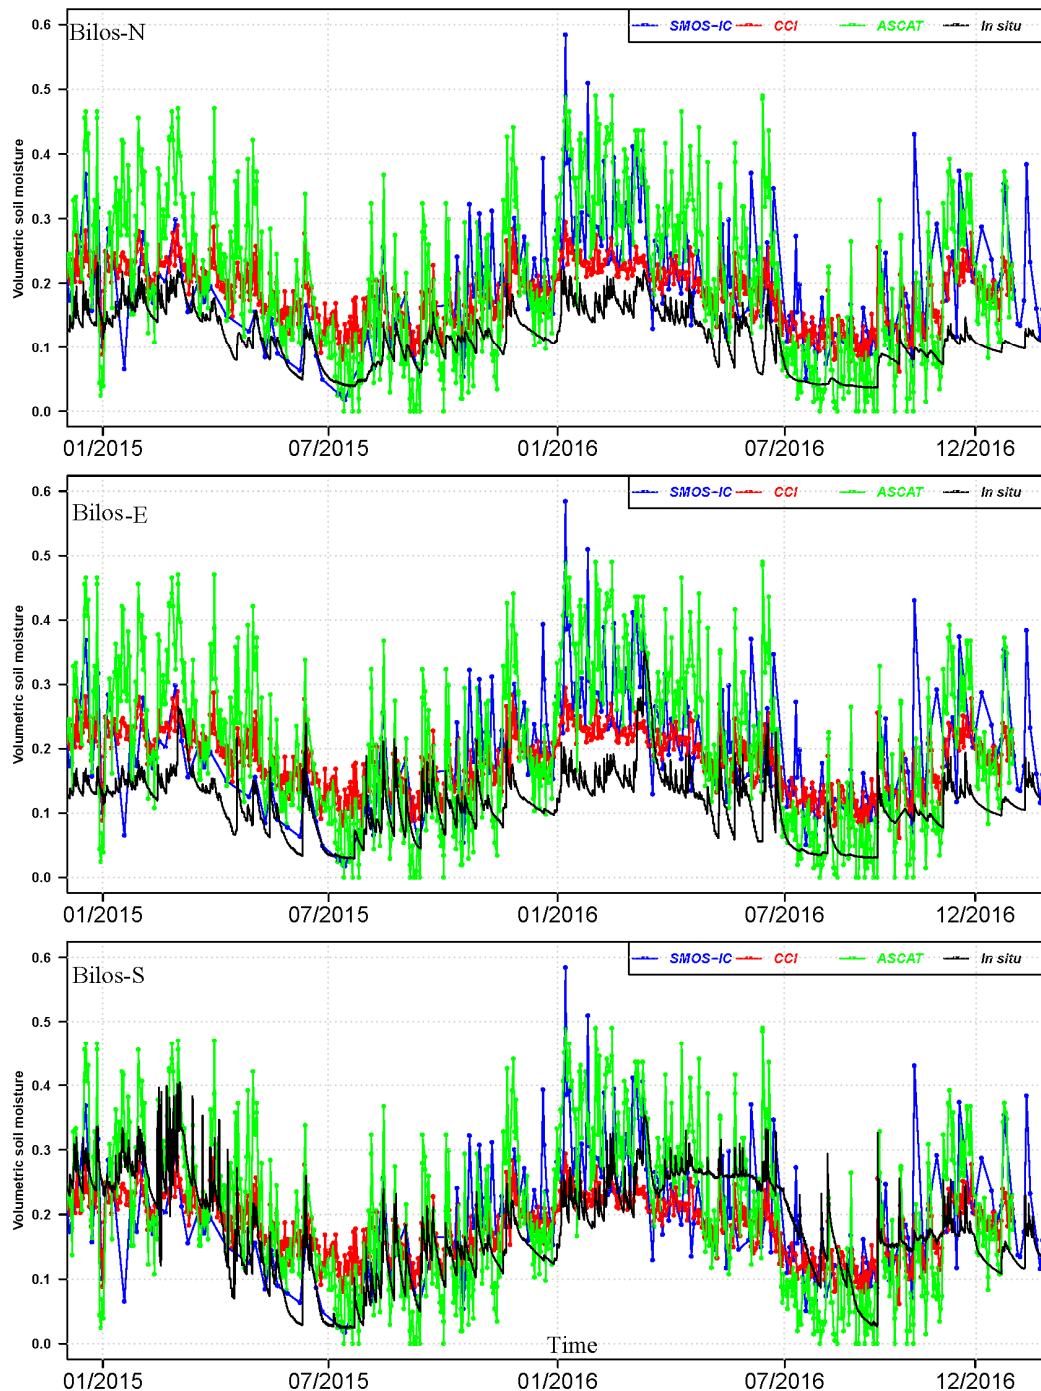 Bilos-N
SMOS-IC CCI ASCAT In situ
Volumetric soil moisture
0.6
0.5
0.4
0.3
0.2
0.1
0.0
01/2015 07/2015 01/2016 07/2016 12/2016
Bilos-E
SMOS-IC CCI ASCAT In situ
Volumetric soil moisture
0.6
0.5
0.4
0.3
0.2
0.1
0.0
01/2015 07/2015 01/2016 07/2016 12/2016
Bilos-S
SMOS-IC CCI ASCAT In situ
Volumetric soil moisture
0.6
0.5
0.4
0.3
0.2
0.1
0.0
Time
01/2015 07/2015 01/2016 07/2016 12/2016